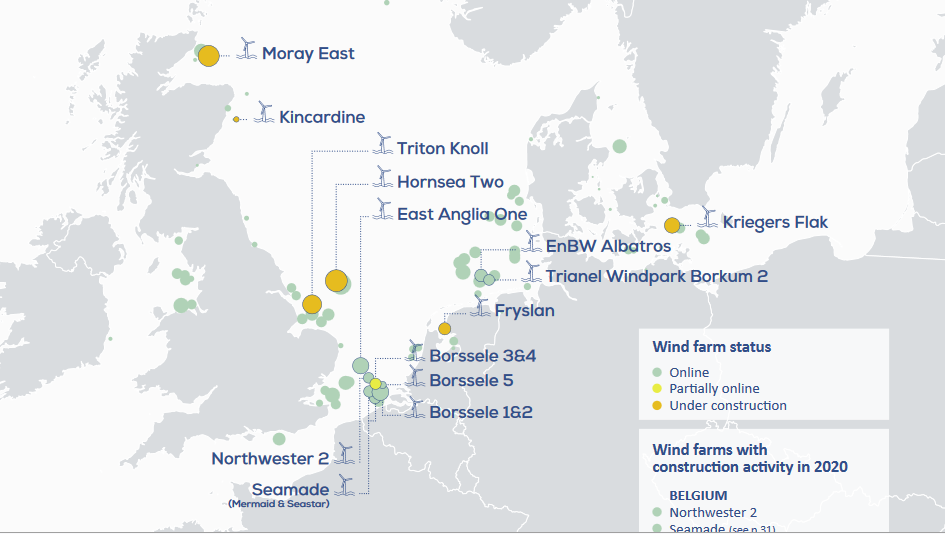 Moray East
Kincardine
Triton Knoll
Hornsea Two
East Anglia One
Kriegers Flak
EnBW Albatros
Trianel Windpark Borkum 2
Fryslan
Borssele 3&4
Borssele 5
Borssele 1&2
Northwester 2
Seamade
(Mermaid & Seastar)
Wind farm status
Online
Partially online
Under construction
Wind farms with
construction activity in 2020
BELGIUM
Northwester 2
Seamade (see p.31)